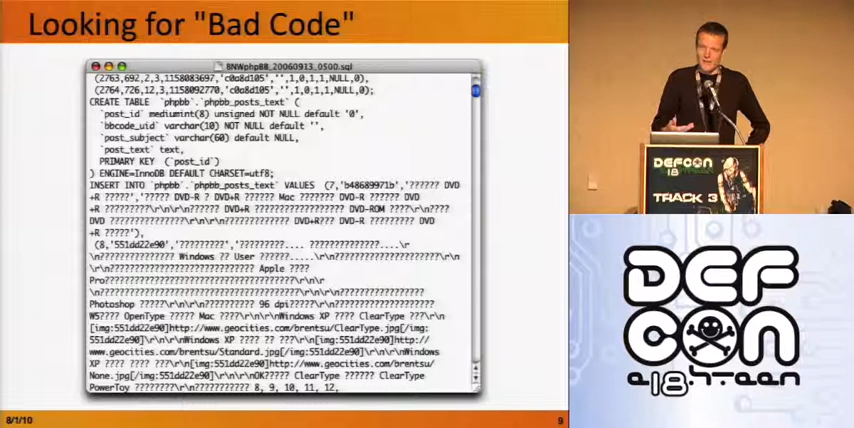 Looking for "Bad Code"
BNWphpBB_20060913_0500.sql
(2763,692,2,3,1158083697,'c0a8d105','',1,0,1,1,NULL,0),
(2764,726,12,3,1158092770,'c0a8d105','',1,0,1,1,NULL,0);
CREATE TABLE `phpbb`.`phpbb_posts_text` (
`post_id` mediumint(8) unsigned NOT NULL default '0',
`bbcode_uid` varchar(10) NOT NULL default '',
`post_subject` varchar(60) default NULL,
`post_text` text,
PRIMARY KEY (`post_id`)
) ENGINE=InnoDB DEFAULT CHARSET=utf8;
INSERT INTO `phpbb`.`phpbb_posts_text` VALUES (7,'b48689971b','?????? DVD
+R ?????','????? DVD-R ? DVD+R ?????? Mac ??????? DVD-R ?????? DVD
+R ?????????\r\n\r\n?????? DVD+R ??????????????????? DVD-ROM ????\r\n????
DVD ????????????????\r\n\r\n????????????? DVD+R??? DVD-R ????????? DVD
+R ?????'),
(8,'551dd22e90','?????????','?????????.... ??????????????....\r
\n??????????????? Windows ?? User ??????.....\r\n?????????????????????\r\n
\r\n????????????????????????????? Apple ????
Pro?????????????????????????????????????\r\n\r
\n????????????????????????????????????????\r\n\r\n????????????????????
Photoshop ?????\r\n\r\n?????????? 96 dpi?????\r\n????????????????????
W5???? OpenType ????? Mac ????\r\n\r\nWindows XP ???? ClearType ???\r\n
[img:551dd22e90]http://www.geocities.com/brentsu/ClearType.jpg[/img:
551dd22e90]\r\n\r\nWindows XP ???? ?? ???\r\n[img:551dd22e90]http://
www.geocities.com/brentsu/Standard.jpg[/img:551dd22e90]\r\n\r\nWindows
XP ???? ???? ???\r\n[img:551dd22e90]http://www.geocities.com/brentsu/
None.jpg[/img:551dd22e90]\r\n\r\nOK????? ClearType ?????? ClearType
PowerToy ????????\r\n??????????? 8, 9, 10, 11, 12,
8/1/10
9
DEFCON
18
TRACK 3
DEF
CON
e18hteen